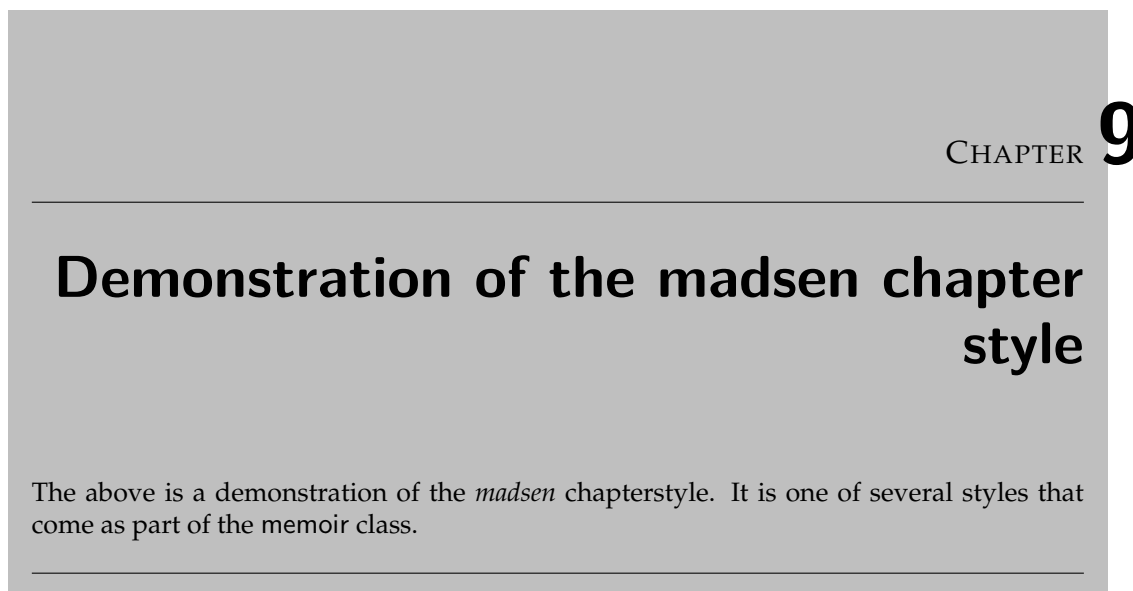 CHAPTER 9
Demonstration of the madsen chapter
style
The above is a demonstration of the madsen chapterstyle. It is one of several styles that
come as part of the memoir class.